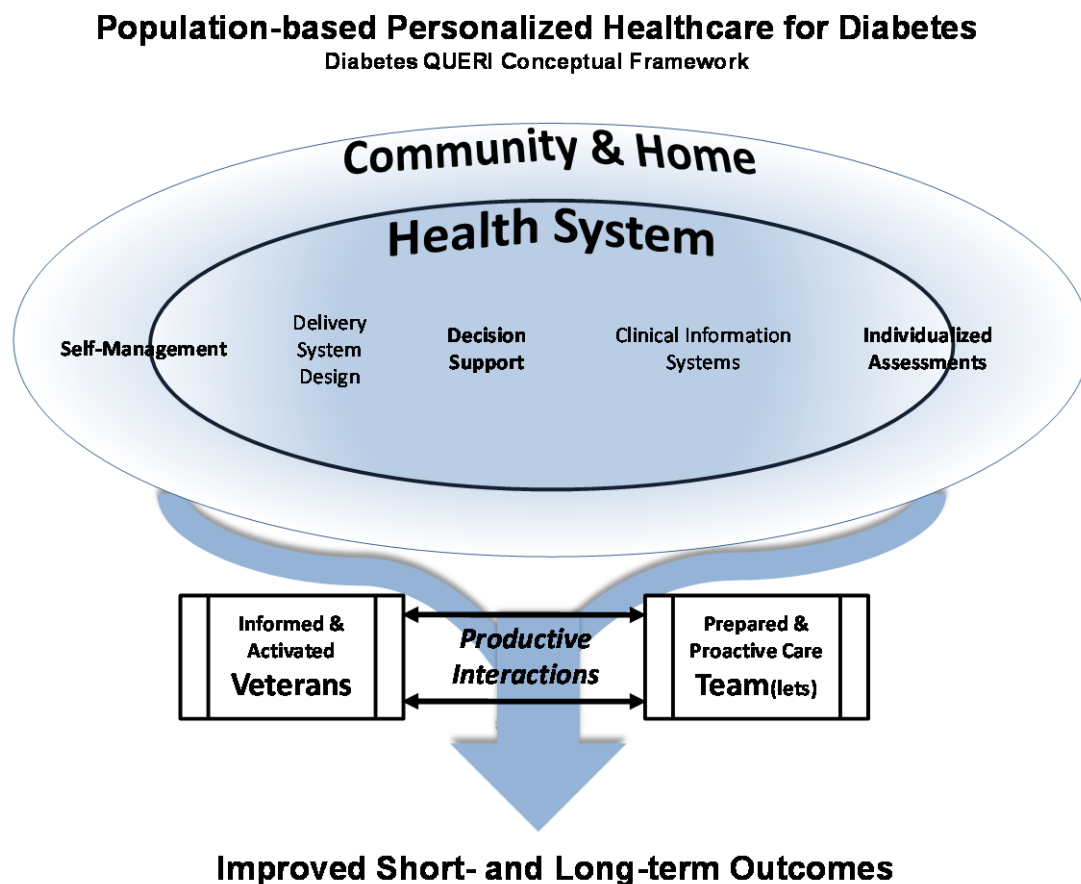 Population-based Personalized Healthcare for Diabetes
Diabetes QUERI Conceptual Framework
Community & Home
Health System
Self-Management
Delivery
System
Design
Decision
Support
Clinical Information
Systems
Individualized
Assessments
Informed &
Activated
Veterans
Productive
Interactions
Prepared &
Proactive Care
Team(lets)
Improved Short- and Long-term Outcomes